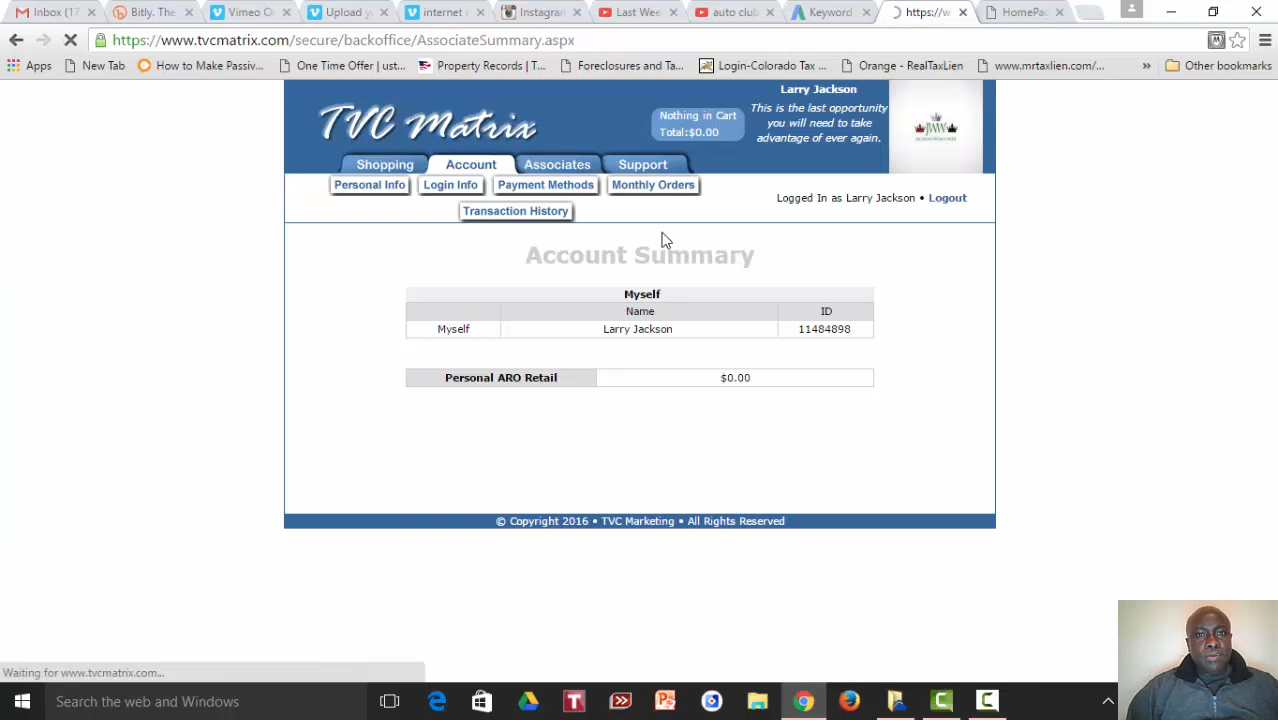 Inbox (17
Bitly. The
Vimeo O
Upload y
internet
Instagram
Last Wee
auto club
Keyword
https://w
HomePac
https://www.tvcmatrix.com/secure/backoffice/AssociateSummary.aspx
Apps
New Tab
How to Make Passiv...
One Time Offer | ust...
Property Records | T...
Foreclosures and Ta...
Login-Colorado Tax ...
Orange - RealTaxLien
www.mrtaxlien.com/...
»
Other bookmarks
TVC Matrix
Nothing in Cart
Total:$0.00
Larry Jackson
This is the last opportunity
you will need to take
advantage of ever again.
JWW
Shopping
Account
Associates
Support
Personal Info
Login Info
Payment Methods
Monthly Orders
Transaction History
Logged In as Larry Jackson • Logout
Account Summary
Myself
Name
ID
Myself
Larry Jackson
11484898
Personal ARO Retail
$0.00
© Copyright 2016 • TVC Marketing • All Rights Reserved
Waiting for www.tvcmatrix.com...
Search the web and Windows